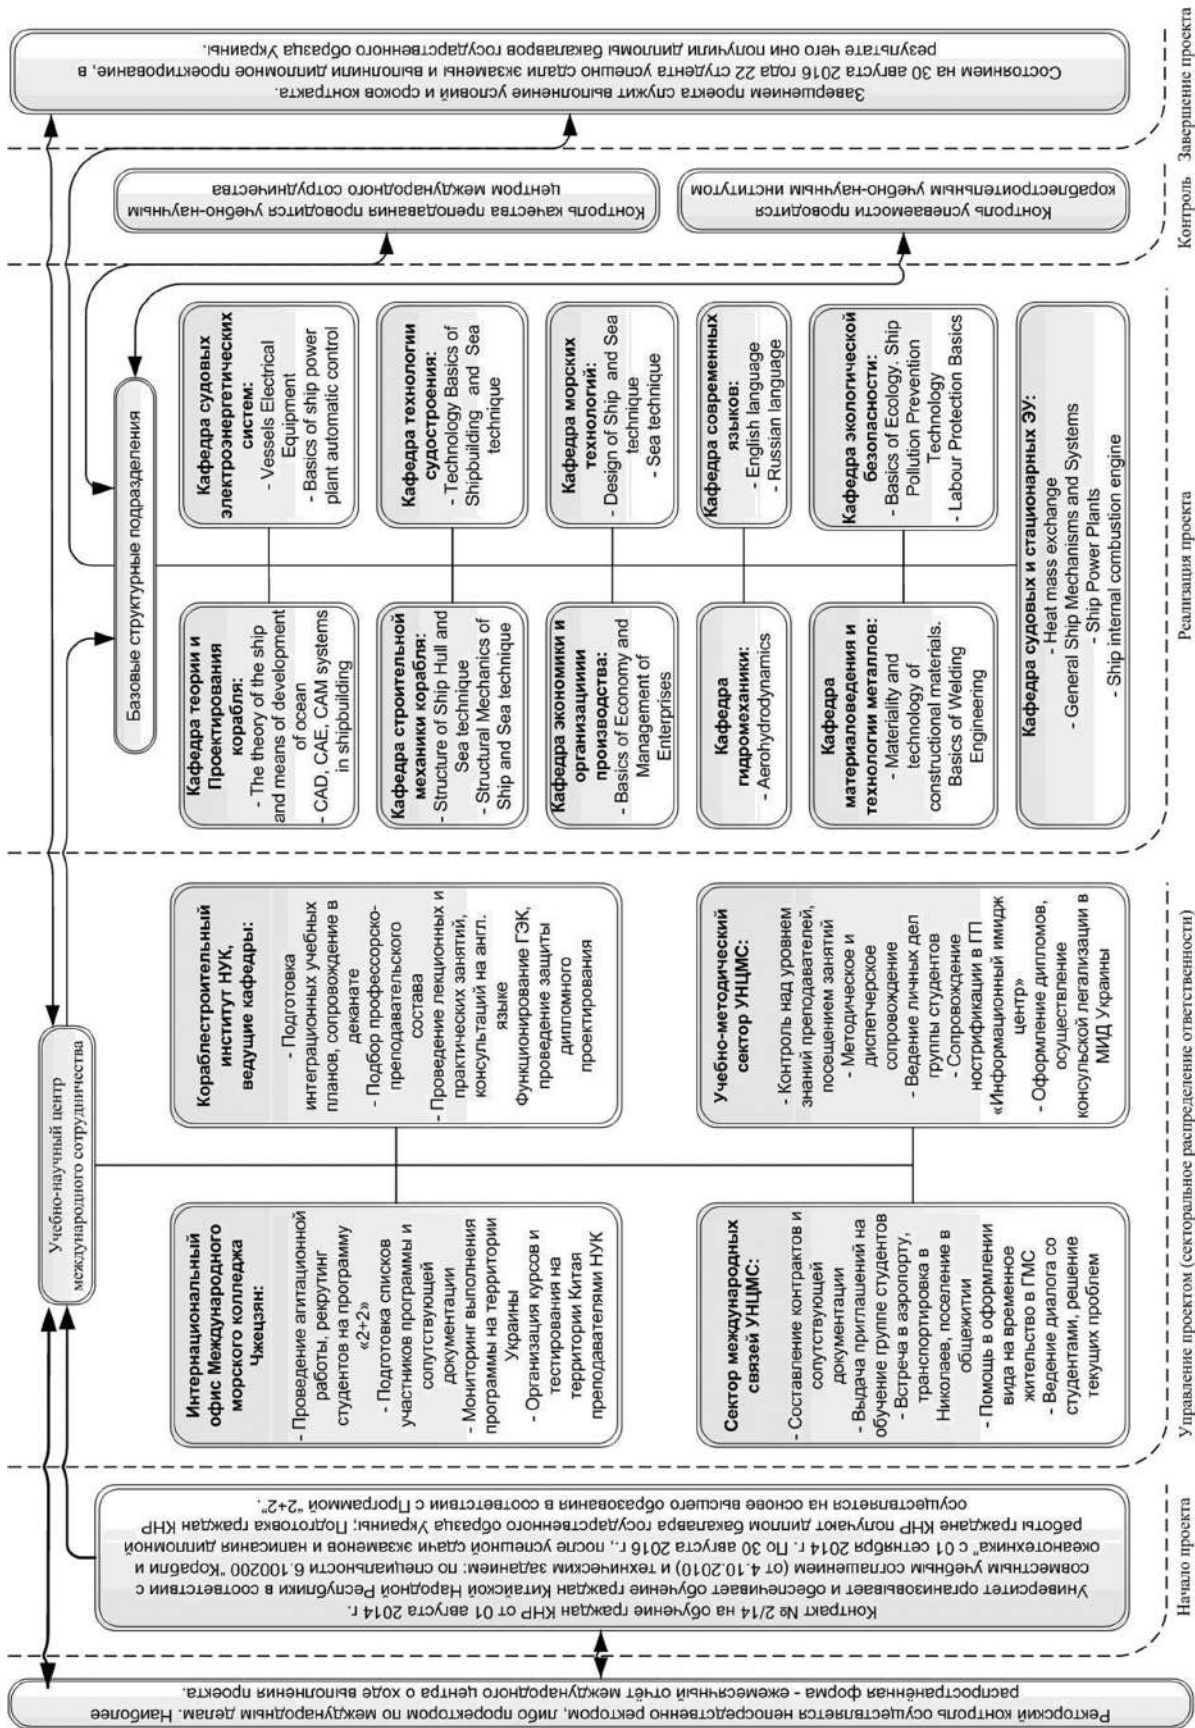 Ректорский контроль осуществляется непосредственно ректором, либо проректором по международным делам. Наиболее
распространённая форма - ежемесячный отчёт международного центра о ходе выполнения проекта.
Контракт № 2/14 на обучение граждан КНР от 01 августа 2014 г.
Университет организовывает и обеспечивает обучение граждан Китайской Народной Республики в соответствии с
совместным учебным соглашением (от 4.10.2010) и техническим заданием: по специальности 6.100200 "Корабли и
океанотехника" с 01 сентября 2014 г. По 30 августа 2016 г., после успешной сдачи экзаменов и написания дипломной
работы граждане КНР получают диплом бакалавра государственного образца Украины; Подготовка граждан КНР
осуществляется на основе высшего образования в соответствии с Программой "2+2".
Начало проекта
Учебно-научный центр
международного сотрудничества
Интернациональный
офис Международного
морского колледжа
Чжецзян:
- Проведение агитационной
работы, рекрутинг
студентов на программу
«2+2»
- Подготовка списков
участников программы и
сопутствующей
документации
- Мониторинг выполнения
программы на территории
Украины
- Организация курсов и
тестирования на
территории Китая
преподавателями НУК
Кораблестроительный
институт НУК,
ведущие кафедры:
- Подготовка
интеграционных учебных
планов, сопровождение в
деканате
- Подбор профессорско-
преподавательского
состава
- Проведение лекционных и
практических занятий,
консультаций на англ.
языке
Функционирование ГЭК,
проведение защиты
дипломного
проектирования
Сектор международных
связей УНЦМС:
- Составление контрактов и
сопутствующей
документации
- Выдача приглашений на
обучение группе студентов
- Встреча в аэропорту,
транспортировка в
Николаев, поселение в
общежитии
- Помощь в оформлении
вида на временное
жительство в ГМС
- Ведение диалога со
студентами, решение
текущих проблем
Учебно-методический
сектор УНЦМС:
- Контроль над уровнем
знаний преподавателей,
посещением занятий
- Методическое и
диспетчерское
сопровождение
- Ведение личных дел
группы студентов
- Сопровождение
нострификации в ГП
«Информационный имидж
центр»
- Оформление дипломов,
осуществление
консульской легализации в
МИД Украины
Управление проектом (секторальное распределение ответственности)
Базовые структурные подразделения
Кафедра теории и
Проектирования
корабля:
- The theory of the ship
and means of development
of ocean
- CAD, CAE, CAM systems
in shipbuilding
Кафедра судовых
электроэнергетических
систем:
- Vessels Electrical
Equipment
- Basics of ship power
plant automatic control
Кафедра строительной
механики корабля:
- Structure of Ship Hull and
Sea technique
- Structural Mechanics of
Ship and Sea technique
Кафедра технологии
судостроения:
- Technology Basics of
Shipbuilding and Sea
technique
Кафедра экономики и
организациии
производства:
- Basics of Economy and
Management of
Enterprises
Кафедра морских
технологий:
- Design of Ship and Sea
technique
- Sea technique
Кафедра
гидромеханики:
- Aerohydrodynamics
Кафедра современных
языков:
- English language
- Russian language
Кафедра
материаловедения и
технологии металлов:
- Materiality and
technology of
constructional materials.
Basics of Welding
Engineering
Кафедра экологической
безопасности:
- Basics of Ecology. Ship
Pollution Prevention
Technology
- Labour Protection Basics
Кафедра судовых и стационарных ЭУ:
- Heat mass exchange
- General Ship Mechanisms and Systems
- Ship Power Plants
- Ship internal combustion engine
Реализация проекта
Контроль качества преподавания проводится учебно-научным
центром международного сотрудничества
Контроль успеваемости проводится
кораблестроительным учебно-научным институтом
Контроль
Завершением проекта служит выполнение условий и сроков контракта.
Состоянием на 30 августа 2016 года 22 студента успешно сдали экзамены и выполнили дипломное проектирование, в
результате чего они получили дипломы бакалавров государственного образца Украины.
Завершение проекта